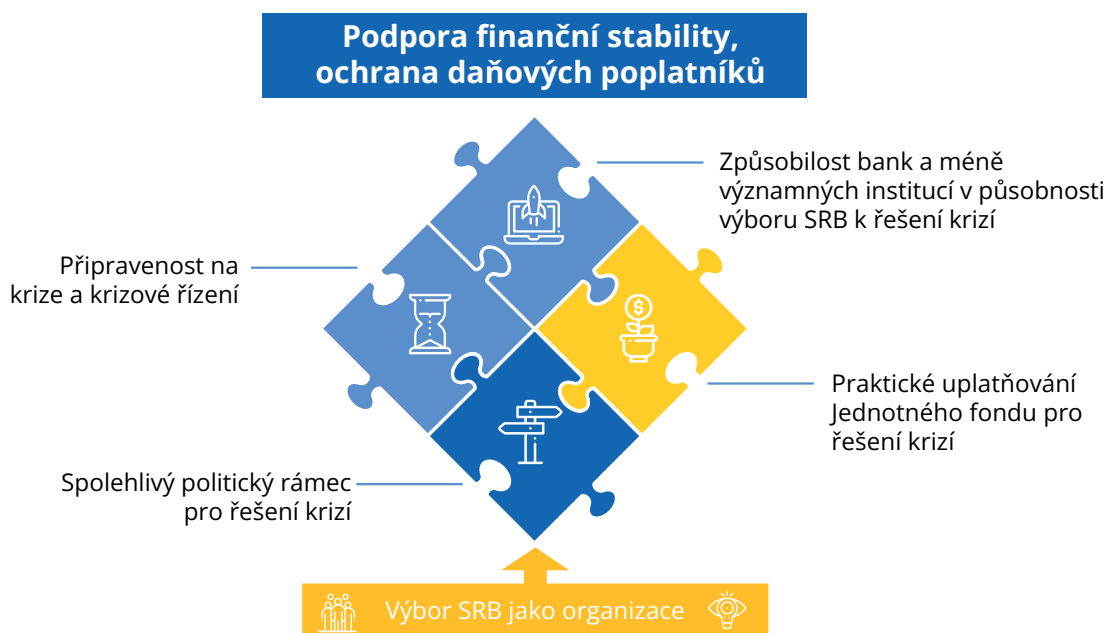 Podpora finanční stability,
ochrana daňových poplatníků
Způsobilost bank a méně
významných institucí v působnosti
výboru SRB k řešení krizí
Připravenost na
krize a krizové řízení
$
Praktické uplatňování
Jednotného fondu pro
řešení krizí
Spolehlivý politický rámec
pro řešení krizí
Výbor SRB jako organizace